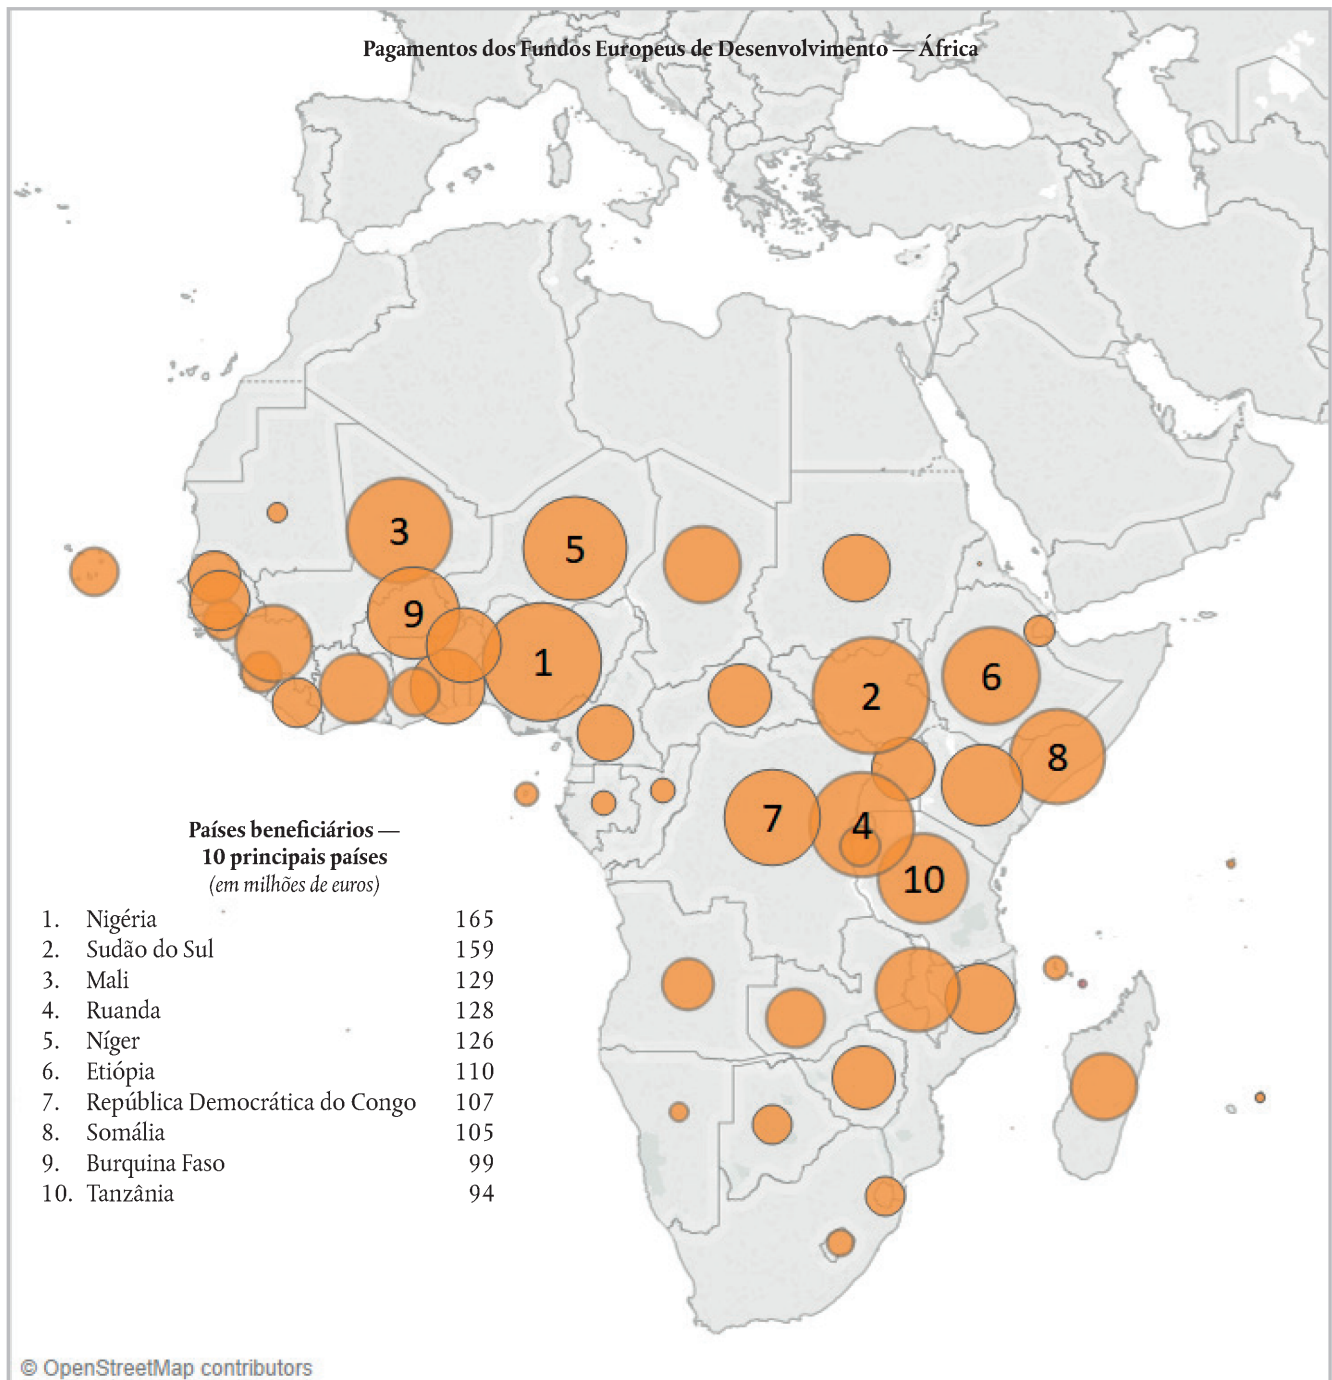 Pagamentos dos Fundos Europeus de Desenvolvimento — África
3
5
9
1
2
6
8
7
4
10
Países beneficiários —
10 principais países
(em milhões de euros)
1. Nigéria 165
2. Sudão do Sul 159
3. Mali 129
4. Ruanda 128
5. Níger 126
6. Etiópia 110
7. República Democrática do Congo 107
8. Somália 105
9. Burquina Faso 99
10. Tanzânia 94
© OpenStreetMap contributors